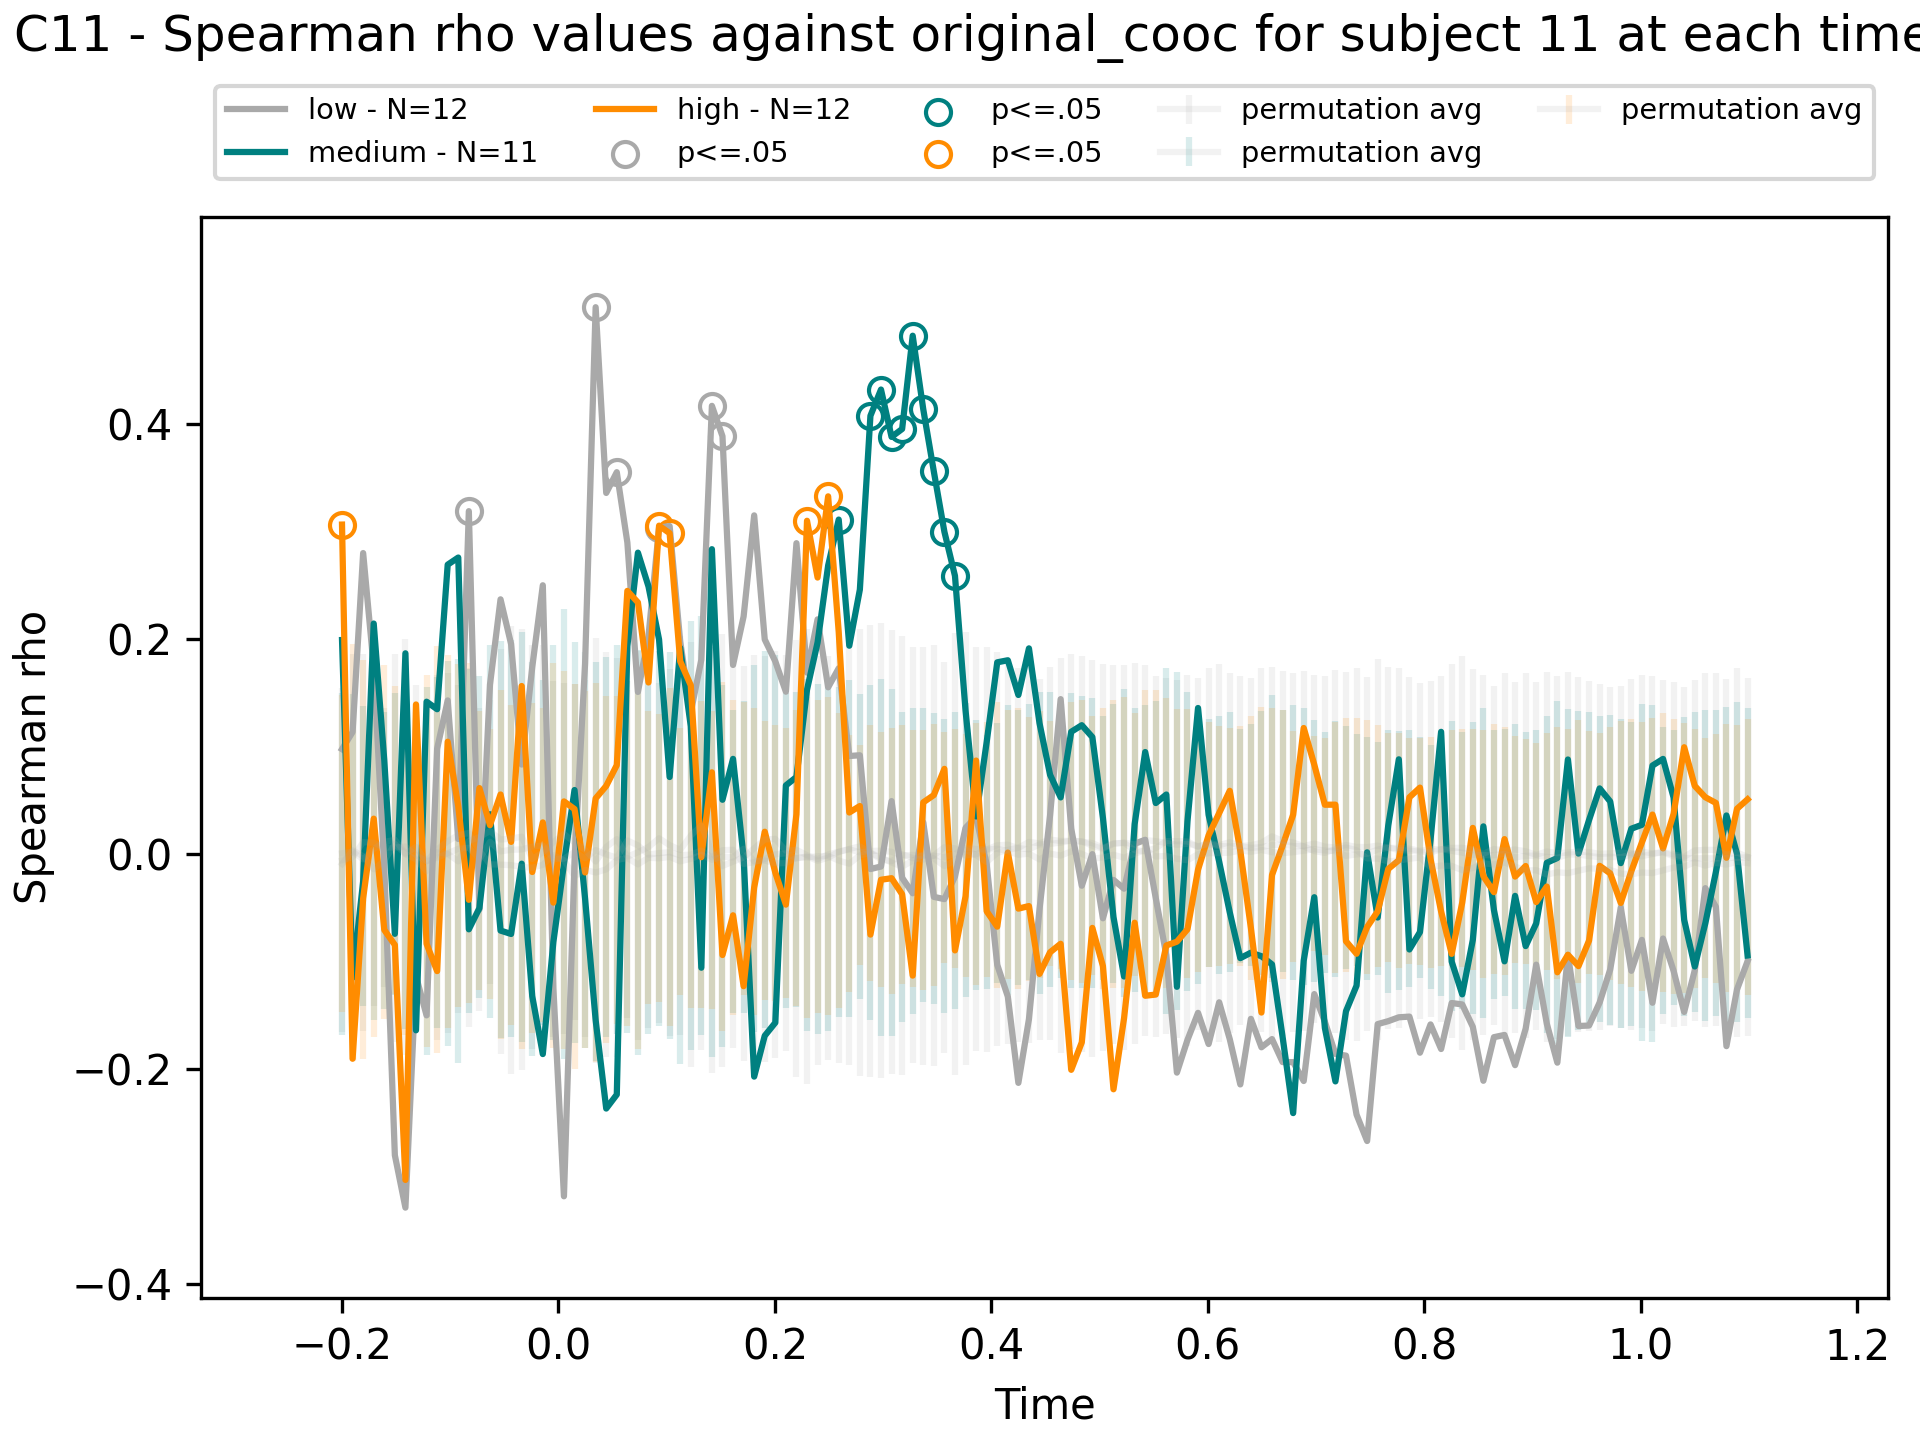 C11 - Spearman rho values against original_cooc for subject 11 at each time
low - N=12
medium - N=11
high - N=12
p<=.05
p<=.05
p<=.05
permutation avg
permutation avg
permutation avg
Spearman rho
0.4
0.2
0.0
−0.2
−0.4
−0.2 0.0 0.2 0.4 0.6 0.8 1.0 1.2
Time